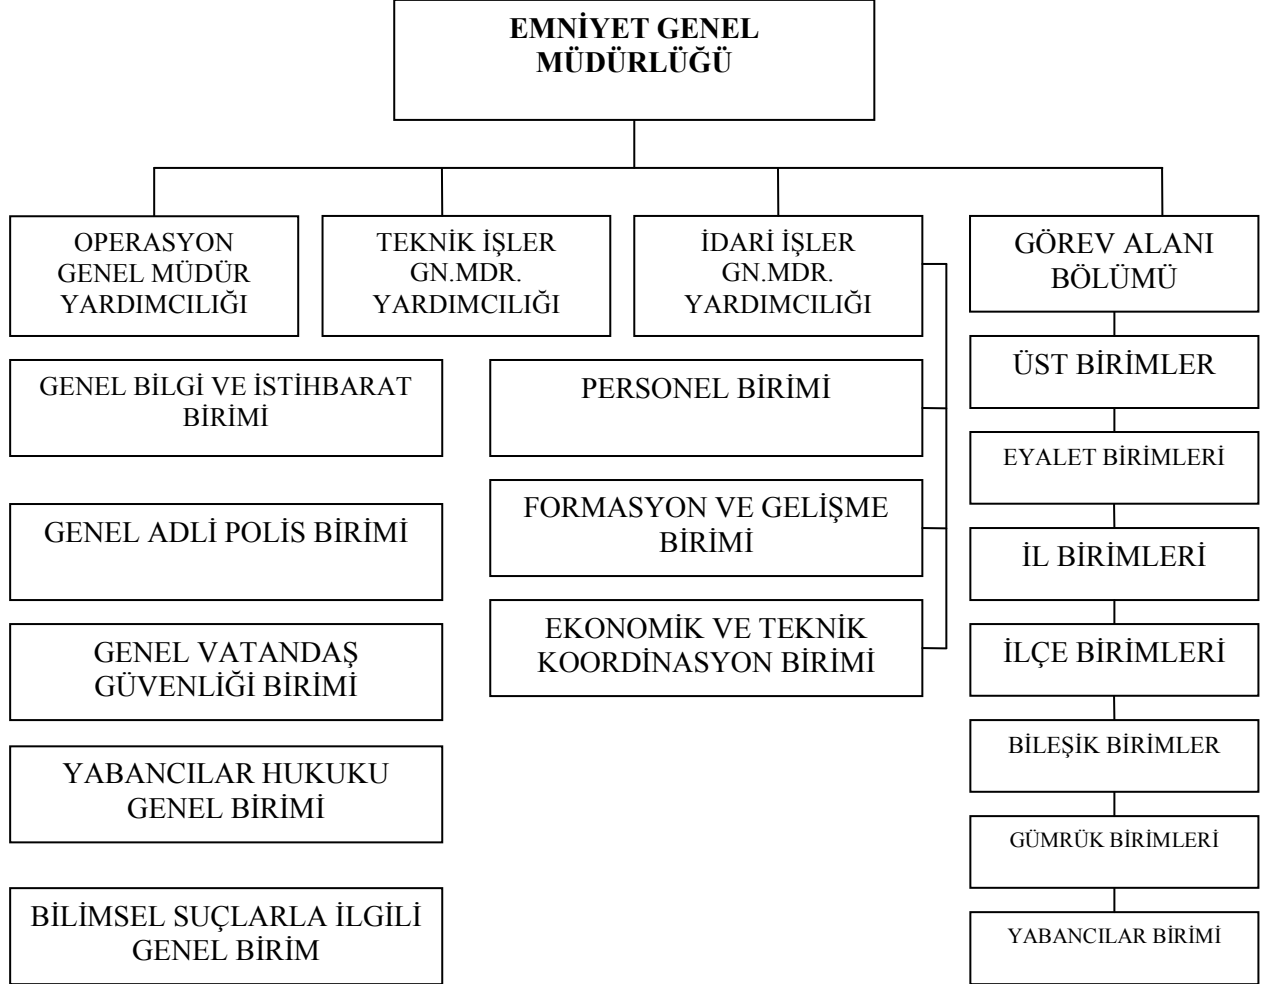 EMNİYET GENEL
MÜDÜRLÜĞÜ
OPERASYON
GENEL MÜDÜR
YARDIMCILIĞI
TEKNİK İŞLER
GN.MDR.
YARDIMCILIĞI
İDARİ İŞLER
GN.MDR.
YARDIMCILIĞI
GÖREV ALANI
BÖLÜMÜ
GENEL BİLGİ VE İSTİHBARAT
BİRİMİ
GENEL ADLİ POLİS BİRİMİ
GENEL VATANDAŞ
GÜVENLİĞİ BİRİMİ
YABANCILAR HUKUKU
GENEL BİRİMİ
BİLİMSEL SUÇLARLA İLGİLİ
GENEL BİRİM
PERSONEL BİRİMİ
FORMASYON VE GELİŞME
BİRİMİ
EKONOMİK VE TEKNİK
KOORDİNASYON BİRİMİ
ÜST BİRİMLER
EYALET BİRİMLERİ
İL BİRİMLERİ
İLÇE BİRİMLERİ
BİLEŞİK BİRİMLER
GÜMRÜK BİRİMLERİ
YABANCILAR BİRİMİ